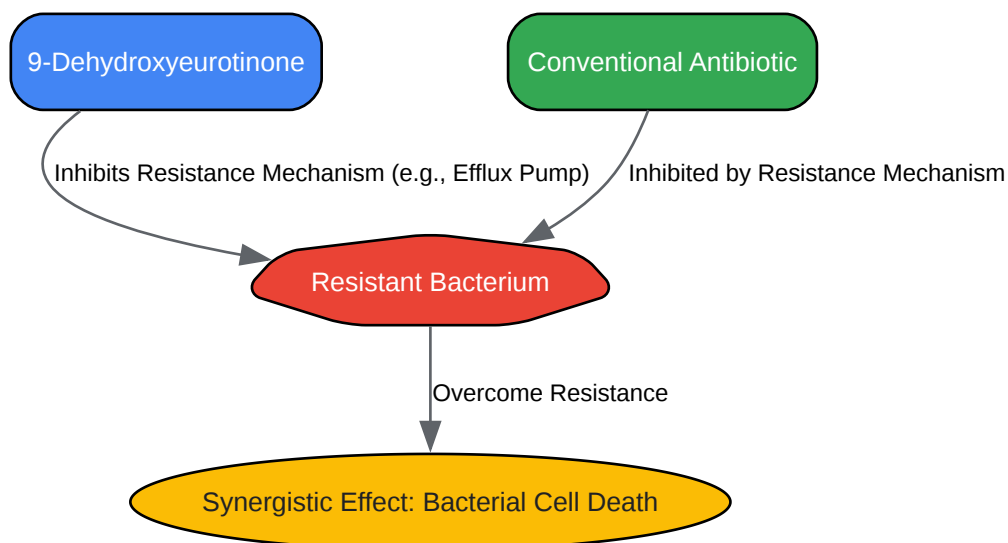 9-Dehydroxyeurotinone
Conventional Antibiotic
Inhibits Resistance Mechanism (e.g., Efflux Pump)
Inhibited by Resistance Mechanism
Resistant Bacterium
Overcome Resistance
Synergistic Effect: Bacterial Cell Death